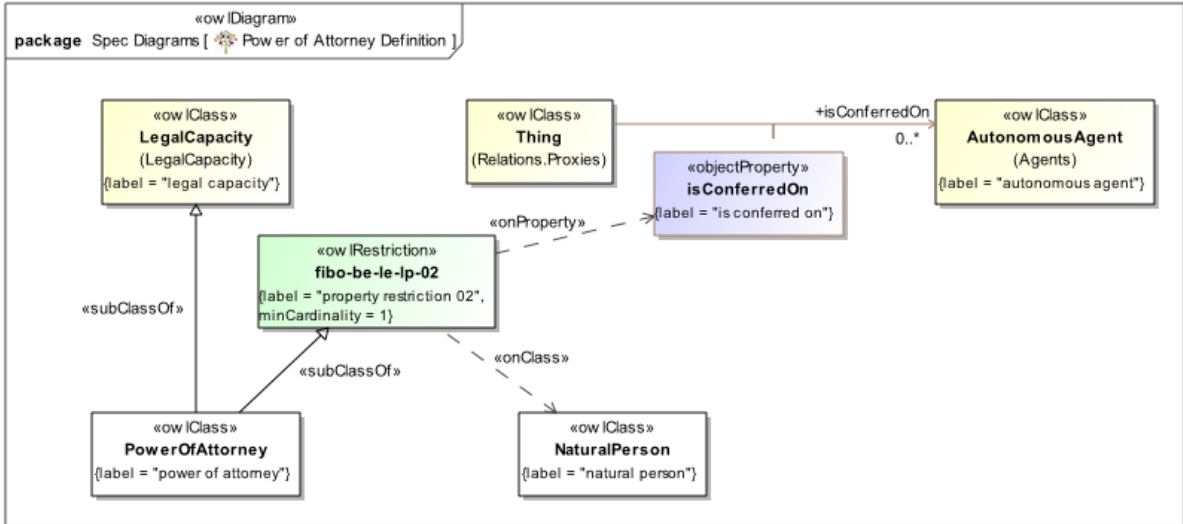 «owlDiagram»
package Spec Diagrams [ Power of Attorney Definition ]
«owlClass»
LegalCapacity
(LegalCapacity)
{label = "legal capacity"}
«owlClass»
Thing
(Relations.Proxies)
+isConferredOn
0..*
«owlClass»
AutonomousAgent
(Agents)
{label = "autonomous agent"}
«objectProperty»
isConferredOn
{label = "is conferred on"}
«onProperty»
«owlRestriction»
fibo-be-le-lp-02
{label = "property restriction 02",
minCardinality = 1}
«subClassOf»
«subClassOf»
«onClass»
«owlClass»
PowerOfAttorney
{label = "power of attorney"}
«owlClass»
NaturalPerson
{label = "natural person"}